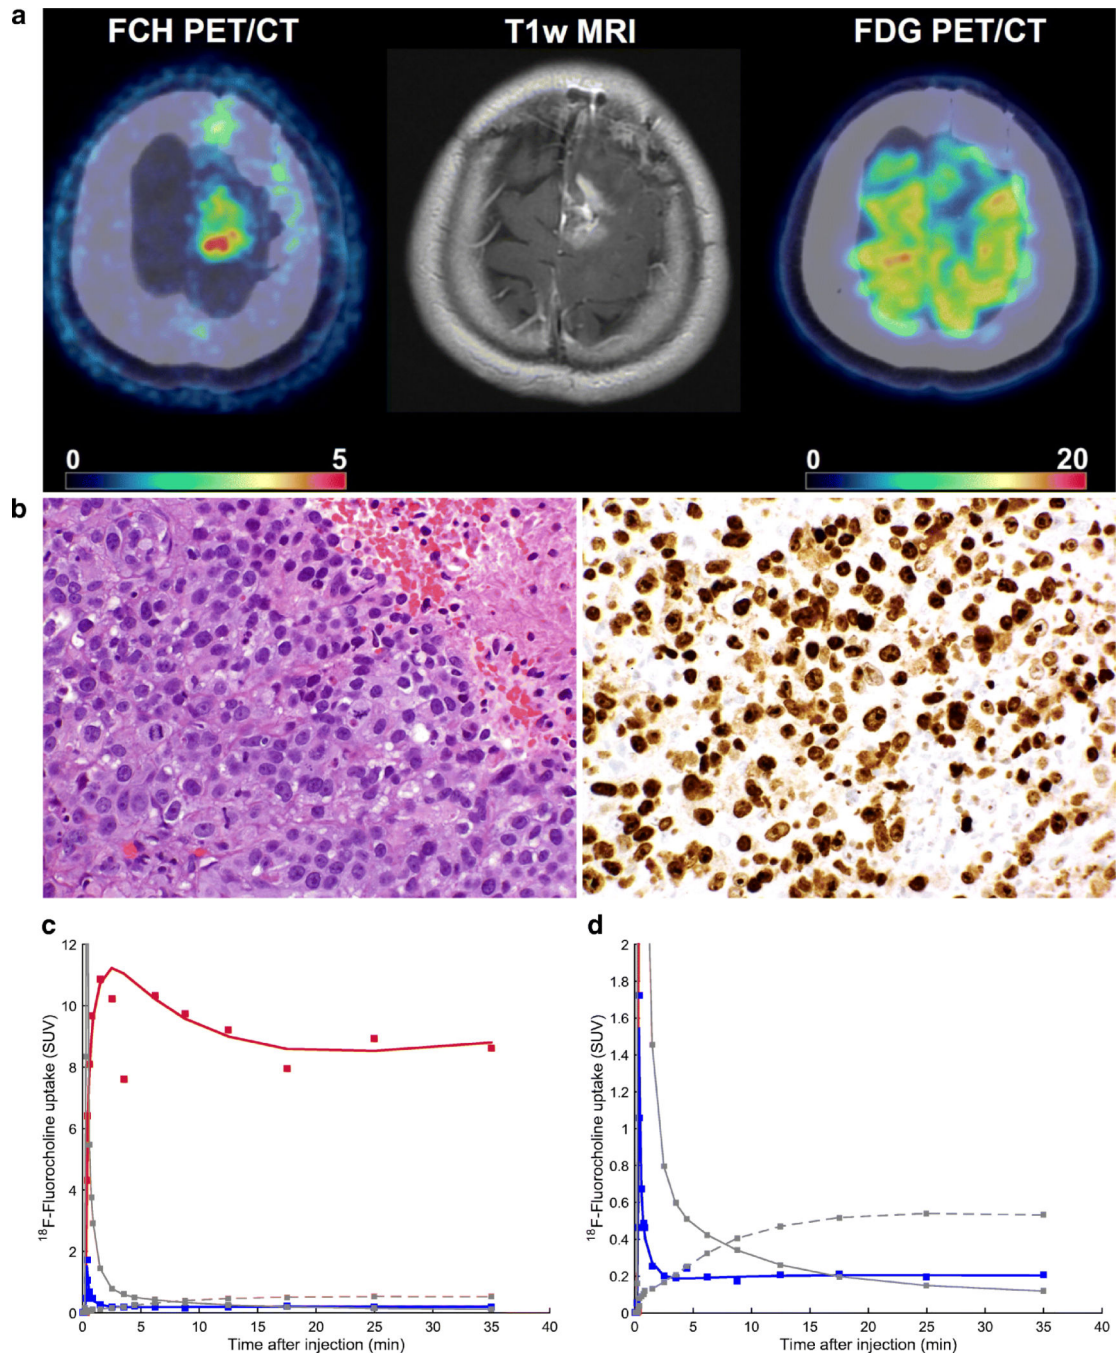 a
FCH PET/CT
T1w MRI
FDG PET/CT
0 5
0 20
b
c
d
12
10
8
6
4
2
0
¹⁸F-Fluorocholine uptake (SUV)
0 5 10 15 20 25 30 35 40
Time after injection (min)
2
1.8
1.6
1.4
1.2
1
0.8
0.6
0.4
0.2
0
¹⁸F-Fluorocholine uptake (SUV)
0 5 10 15 20 25 30 35 40
Time after injection (min)